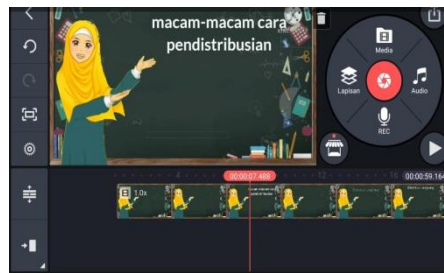 macam-macam cara
pendistribusian
Media
Lapisan
Audio
REC
00:00:07.488
00:00:59.164
1.0x